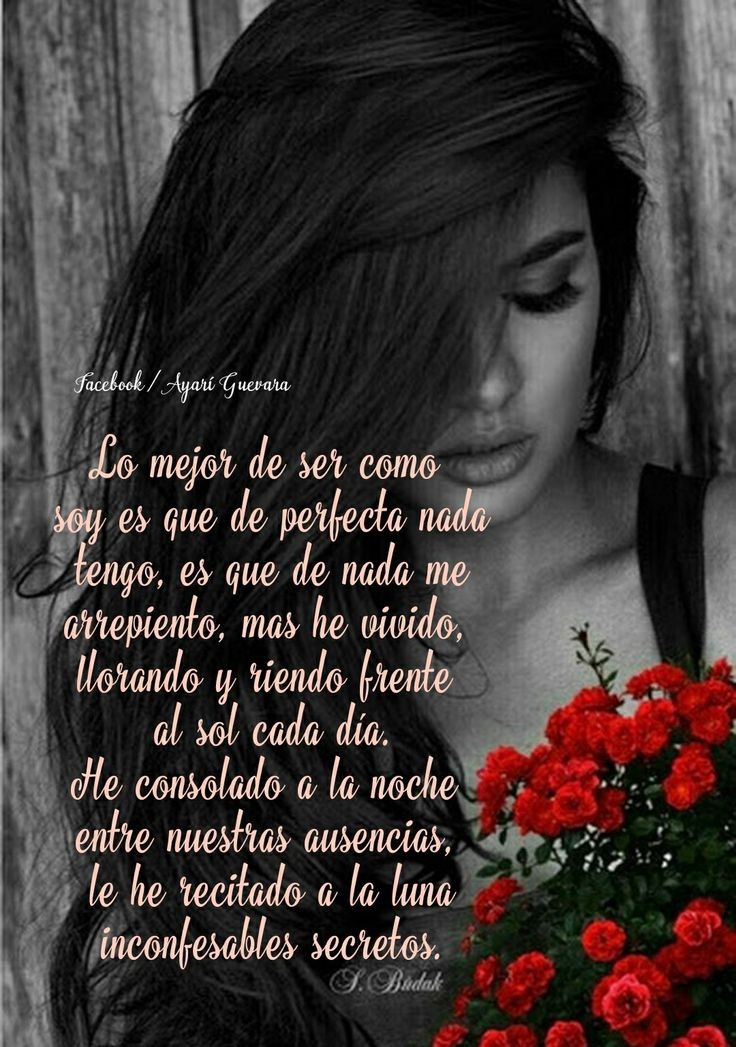 Facebook / Ayarí Guevara
Lo mejor de ser como
soy es que de perfecta nada
tengo, es que de nada me
arrepiento, mas he vivido,
llorando y riendo frente
al sol cada día.
He consolado a la noche
entre nuestras ausencias,
le he recitado a la luna
inconfesables secretos.
S. Búdak